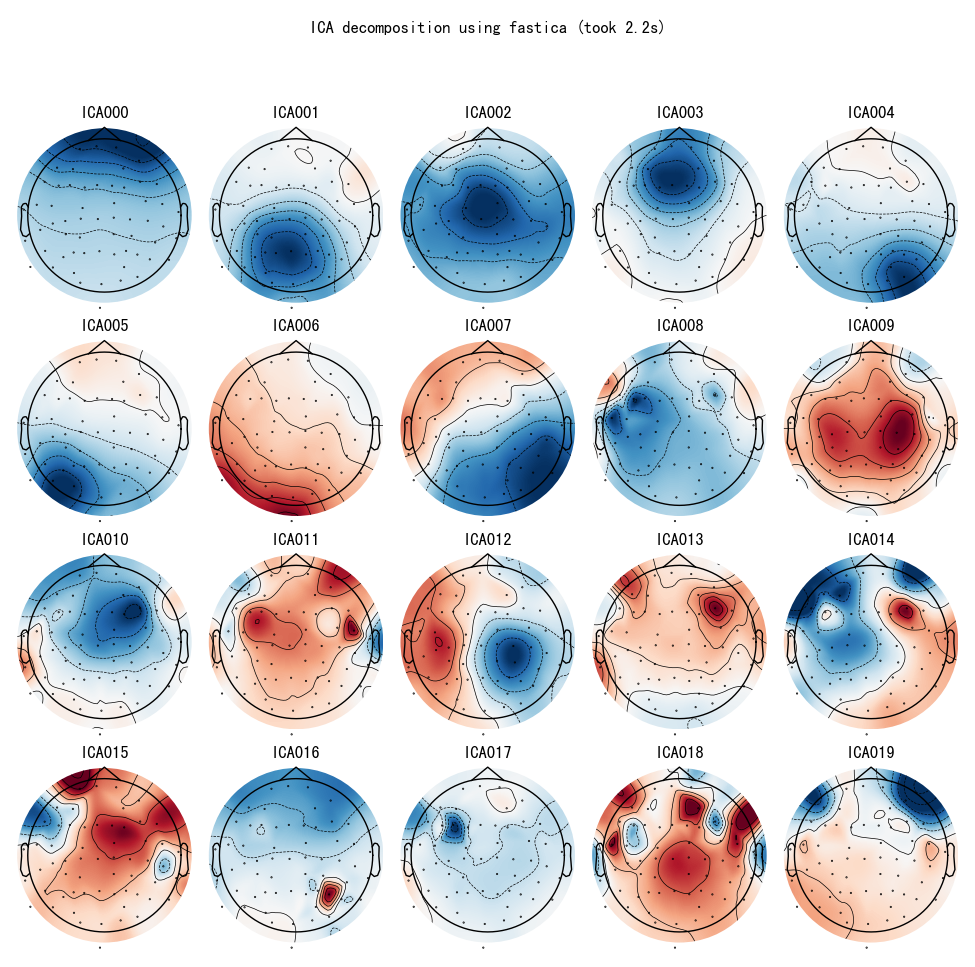 ICA decomposition using fastica (took 2.2s)
ICA000 ICA001 ICA002 ICA003 ICA004
ICA005 ICA006 ICA007 ICA008 ICA009
ICA010 ICA011 ICA012 ICA013 ICA014
ICA015 ICA016 ICA017 ICA018 ICA019